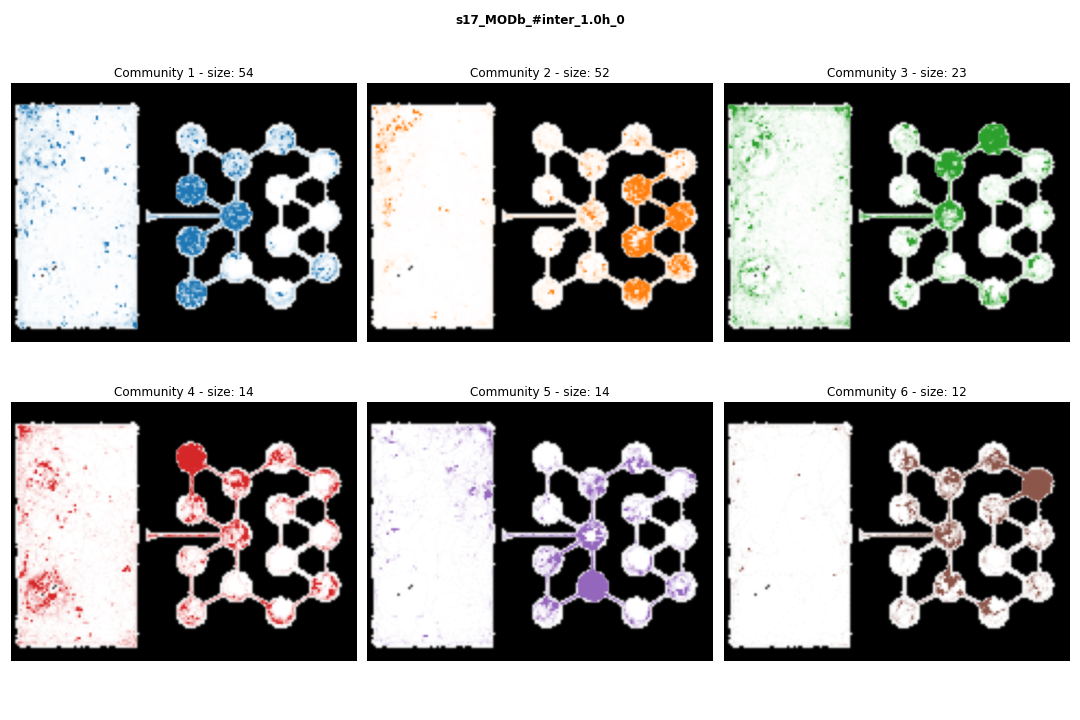 s17_MODb_#inter_1.0h_0
Community 1 - size: 54
Community 2 - size: 52
Community 3 - size: 23
Community 4 - size: 14
Community 5 - size: 14
Community 6 - size: 12